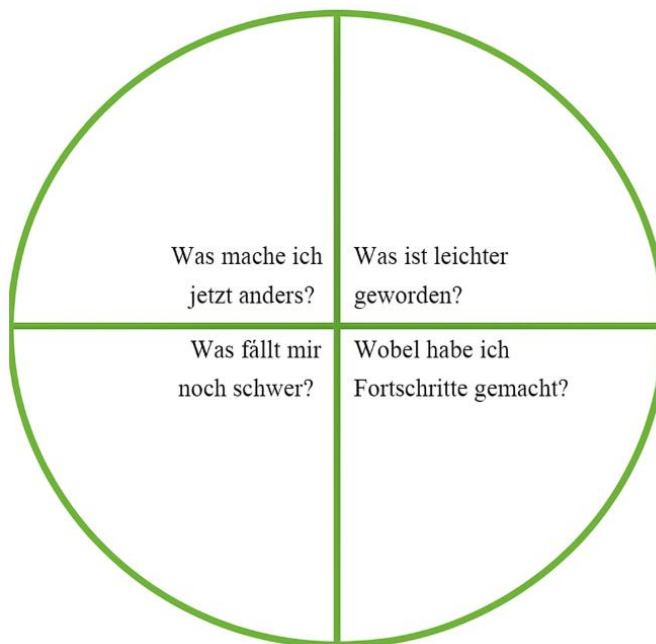 Was mache ich
jetzt anders?
Was ist leichter
geworden?
Was fällt mir
noch schwer?
Wobel habe ich
Fortschritte gemacht?